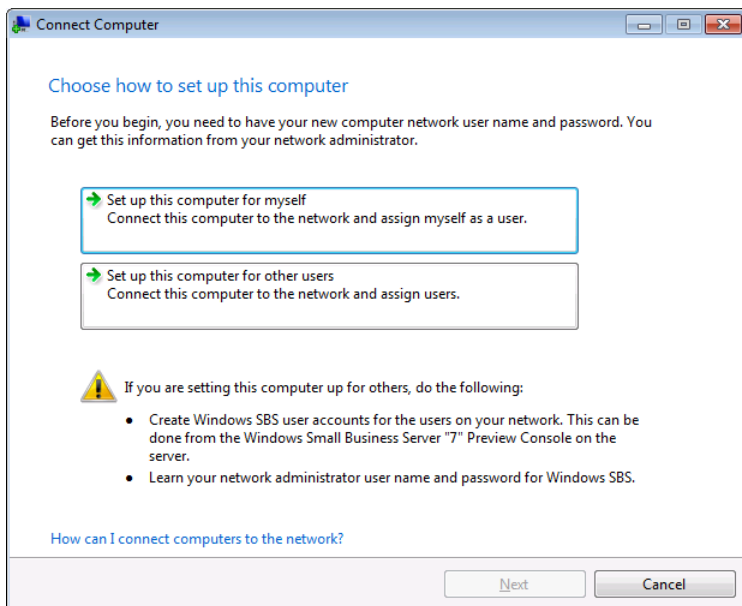 Connect Computer
Choose how to set up this computer
Before you begin, you need to have your new computer network user name and password. You
can get this information from your network administrator.
Set up this computer for myself
Connect this computer to the network and assign myself as a user.
Set up this computer for other users
Connect this computer to the network and assign users.
If you are setting this computer up for others, do the following:
• Create Windows SBS user accounts for the users on your network. This can be
done from the Windows Small Business Server "7" Preview Console on the
server.
• Learn your network administrator user name and password for Windows SBS.
How can I connect computers to the network?
Next Cancel